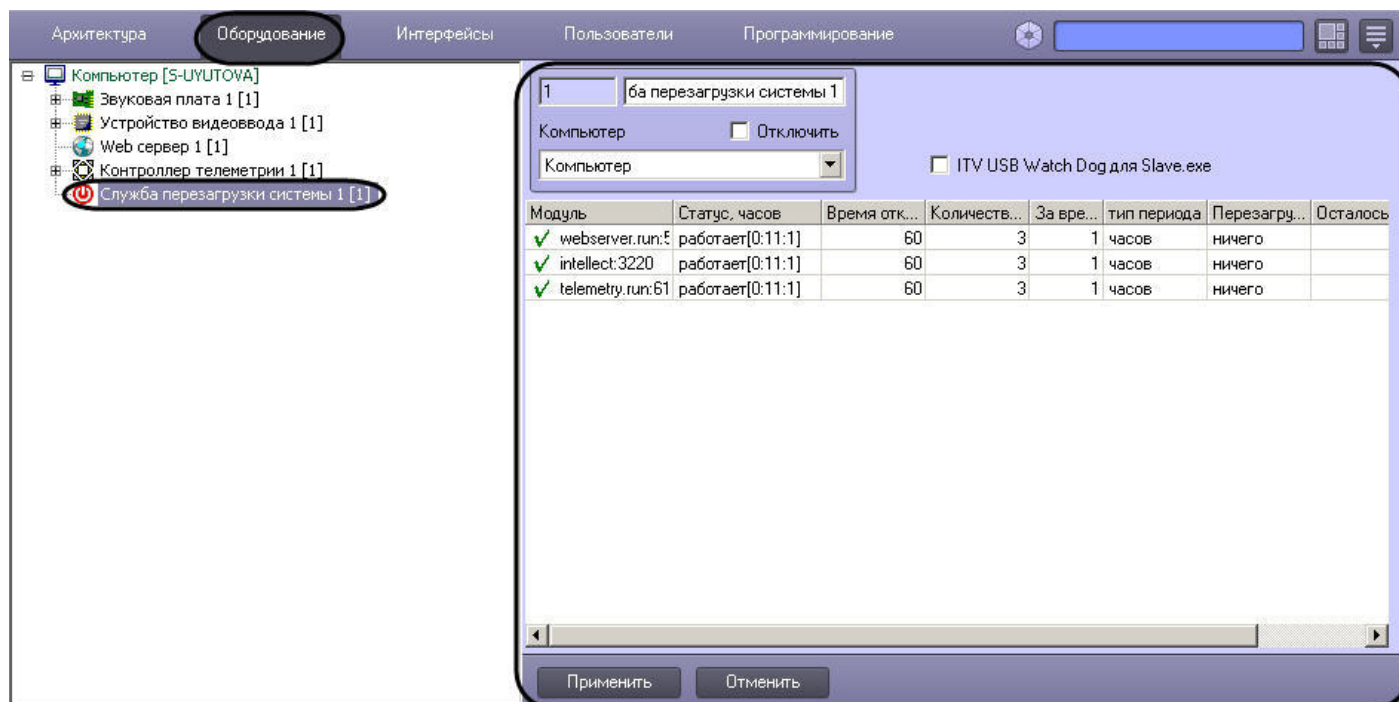 Архитектура Оборудование Интерфейсы Пользователи Программирование
Компьютер [S-UYUTOVA]
Звуковая плата 1 [1]
Устройство видеоввода 1 [1]
Web сервер 1 [1]
Контроллер телеметрии 1 [1]
Служба перезагрузки системы 1 [1]
1 ба перезагрузки системы 1
Компьютер Отключить
Компьютер ITV USB Watch Dog для Slave.exe
Модуль Статус, часов Время отк... Количеств... За вре... тип периода Перезагру... Осталось
webserver.run:5 работает[0:11:1] 60 3 1 часов ничего
intellect:3220 работает[0:11:1] 60 3 1 часов ничего
telemetry.run:61 работает[0:11:1] 60 3 1 часов ничего
Применить Отменить